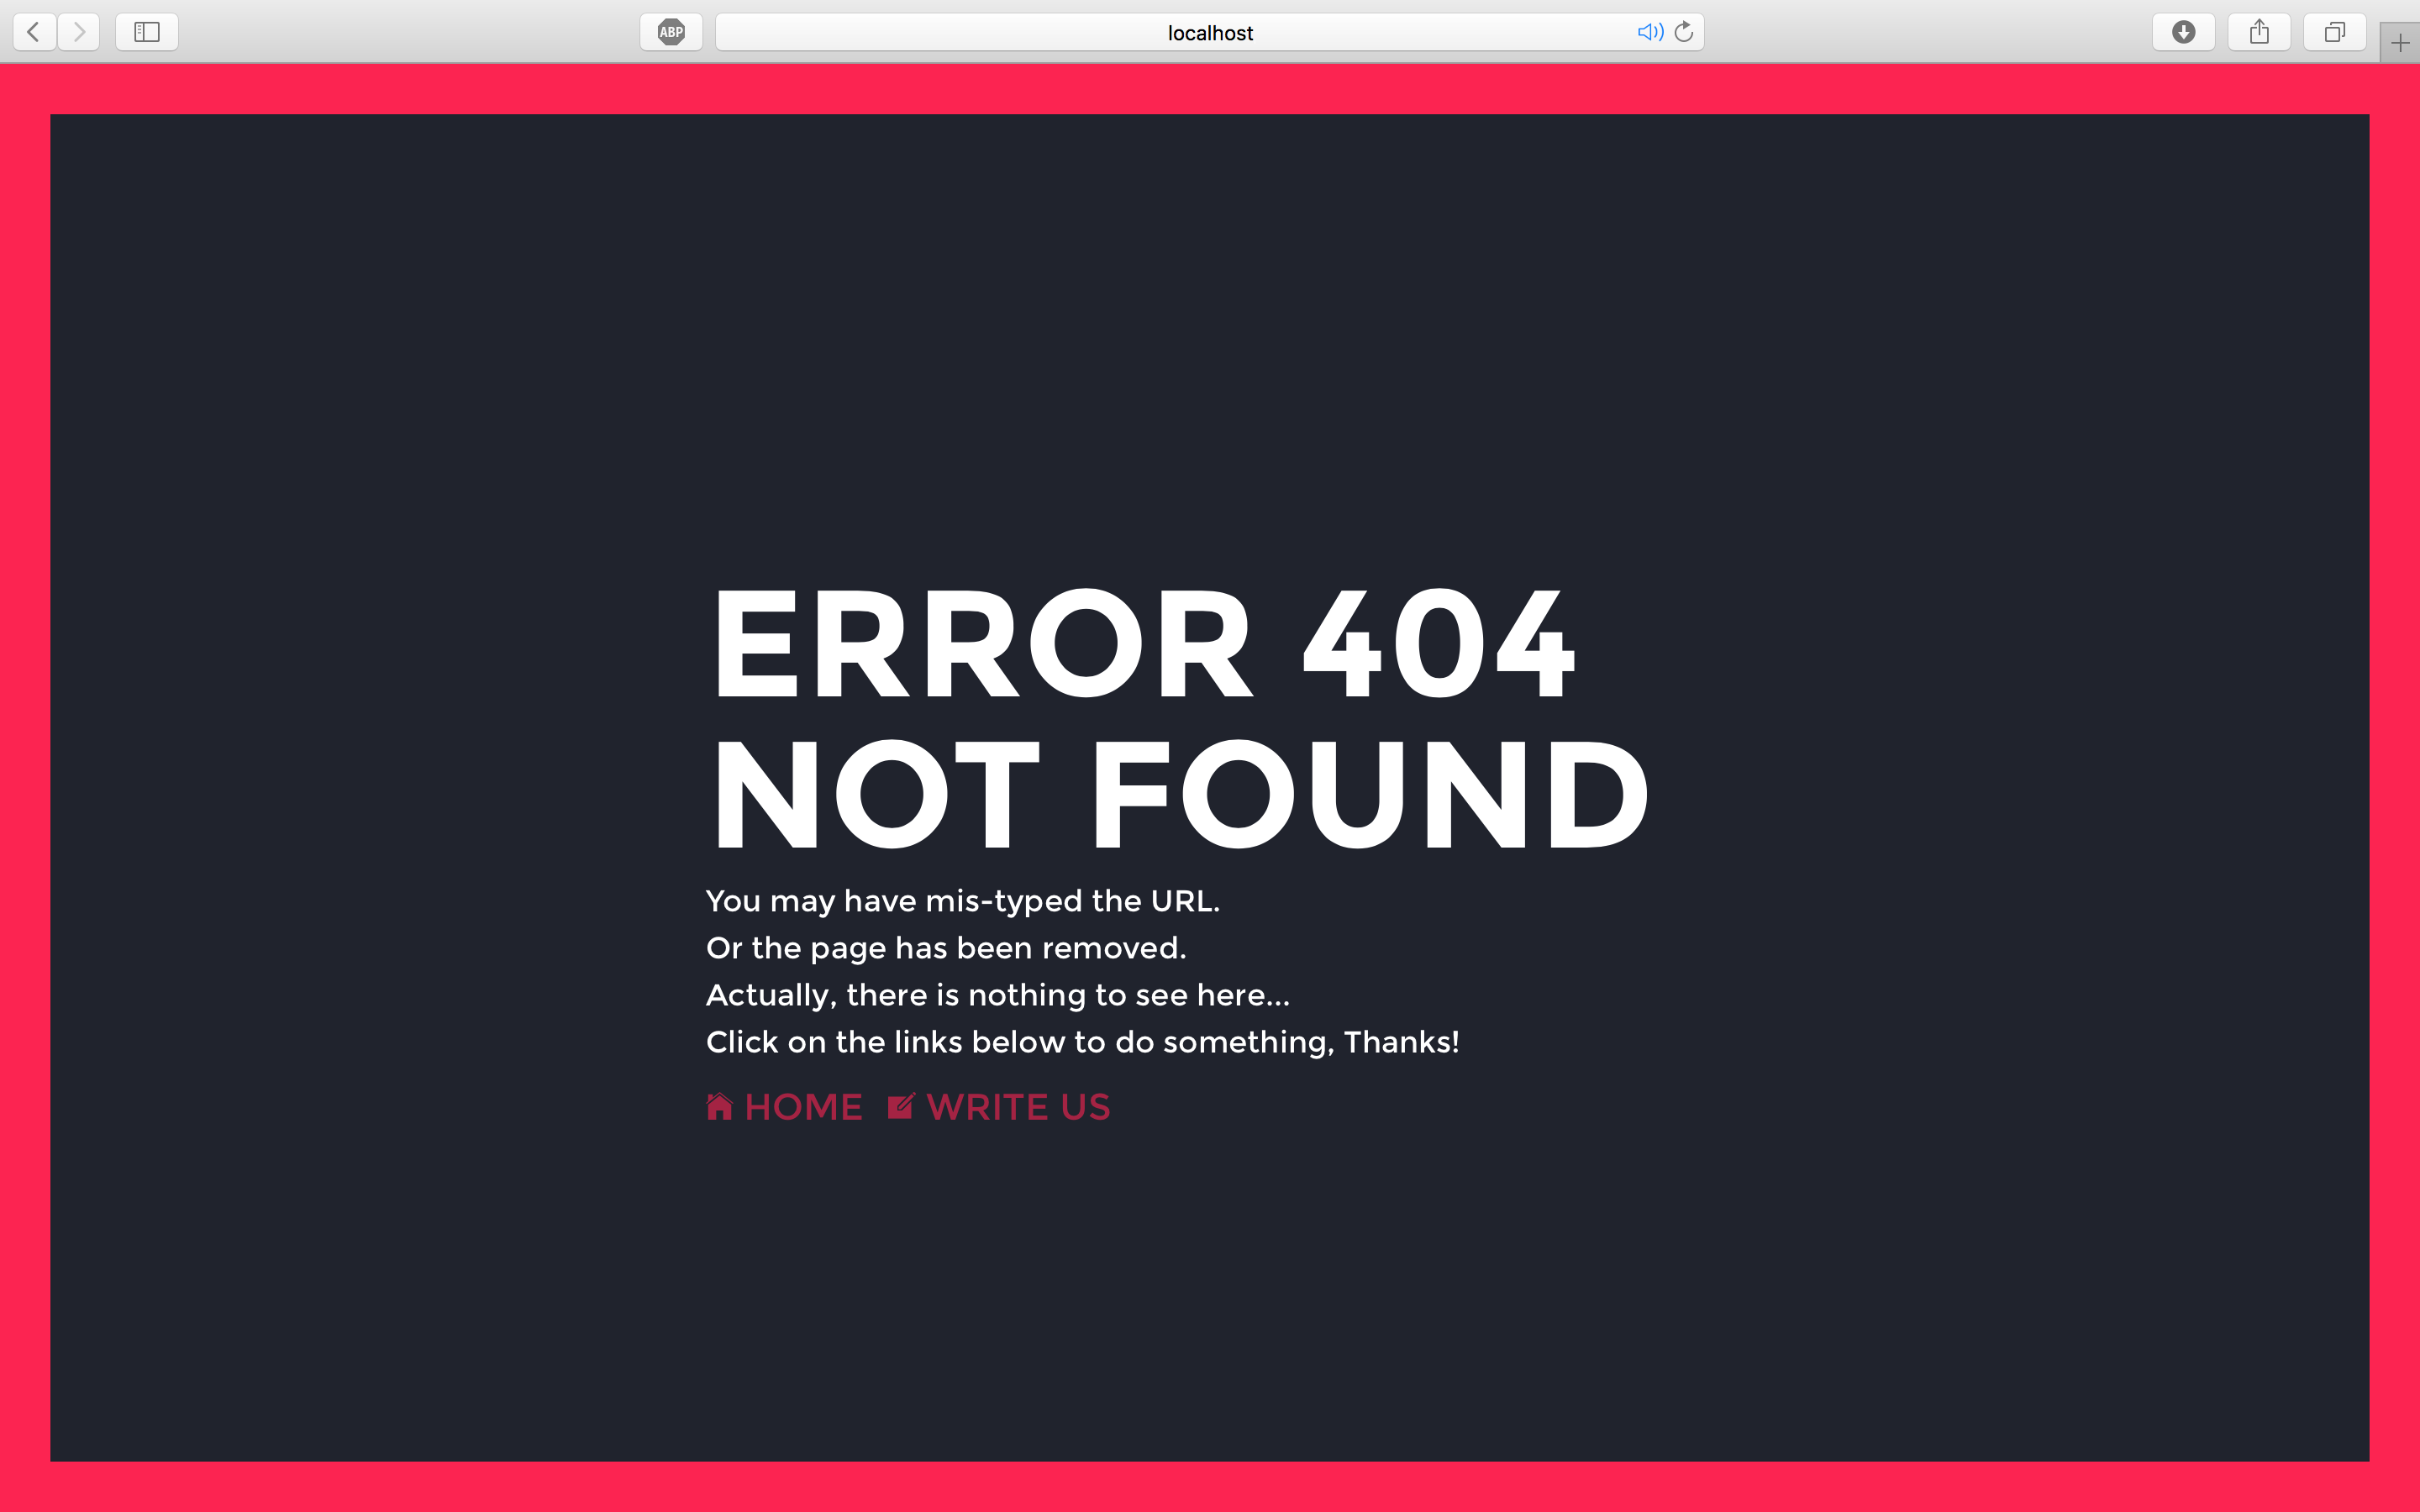 ABP
localhost
ERROR 404
NOT FOUND
You may have mis-typed the URL.
Or the page has been removed.
Actually, there is nothing to see here...
Click on the links below to do something, Thanks!
HOME WRITE US